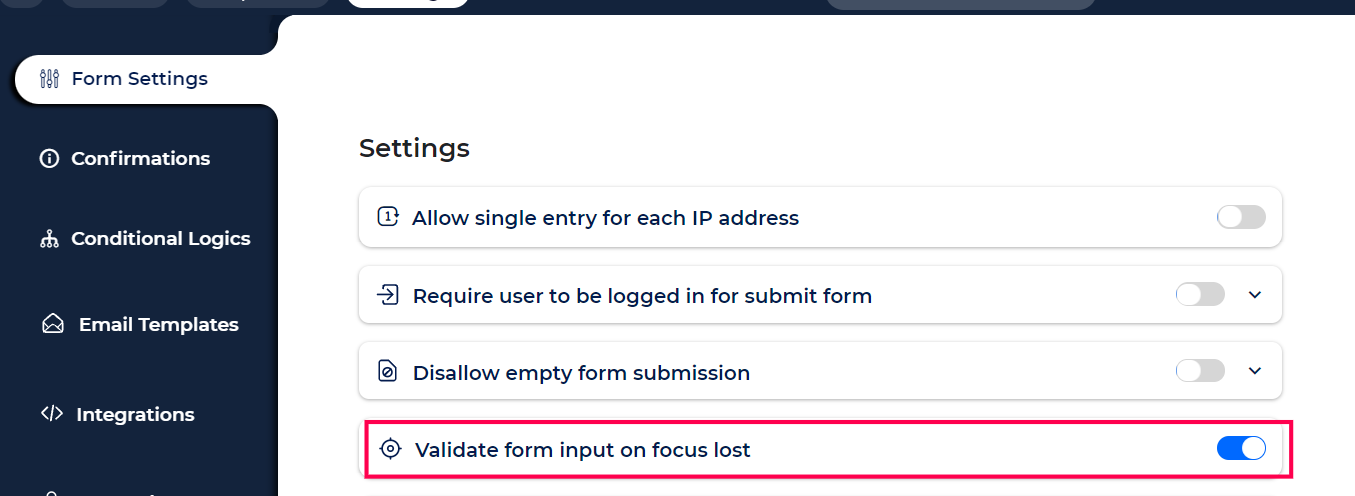 Form Settings
Confirmations
Conditional Logics
Email Templates
Integrations
Settings
1
Allow single entry for each IP address
Require user to be logged in for submit form
Disallow empty form submission
Validate form input on focus lost